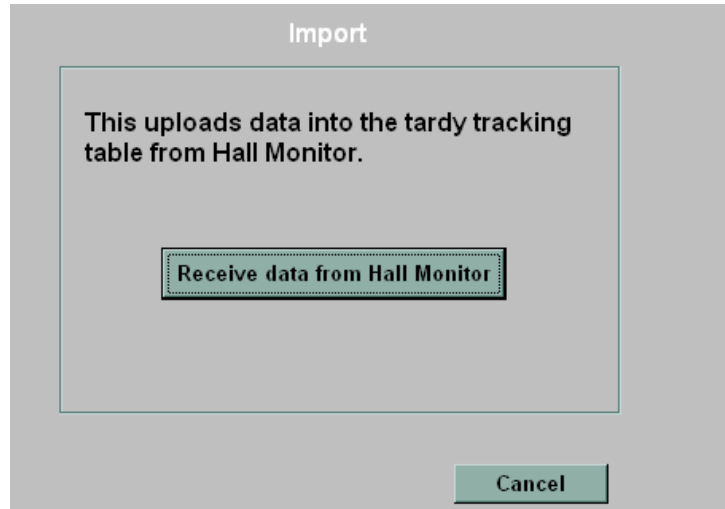 Import
This uploads data into the tardy tracking
table from Hall Monitor.
Receive data from Hall Monitor
Cancel